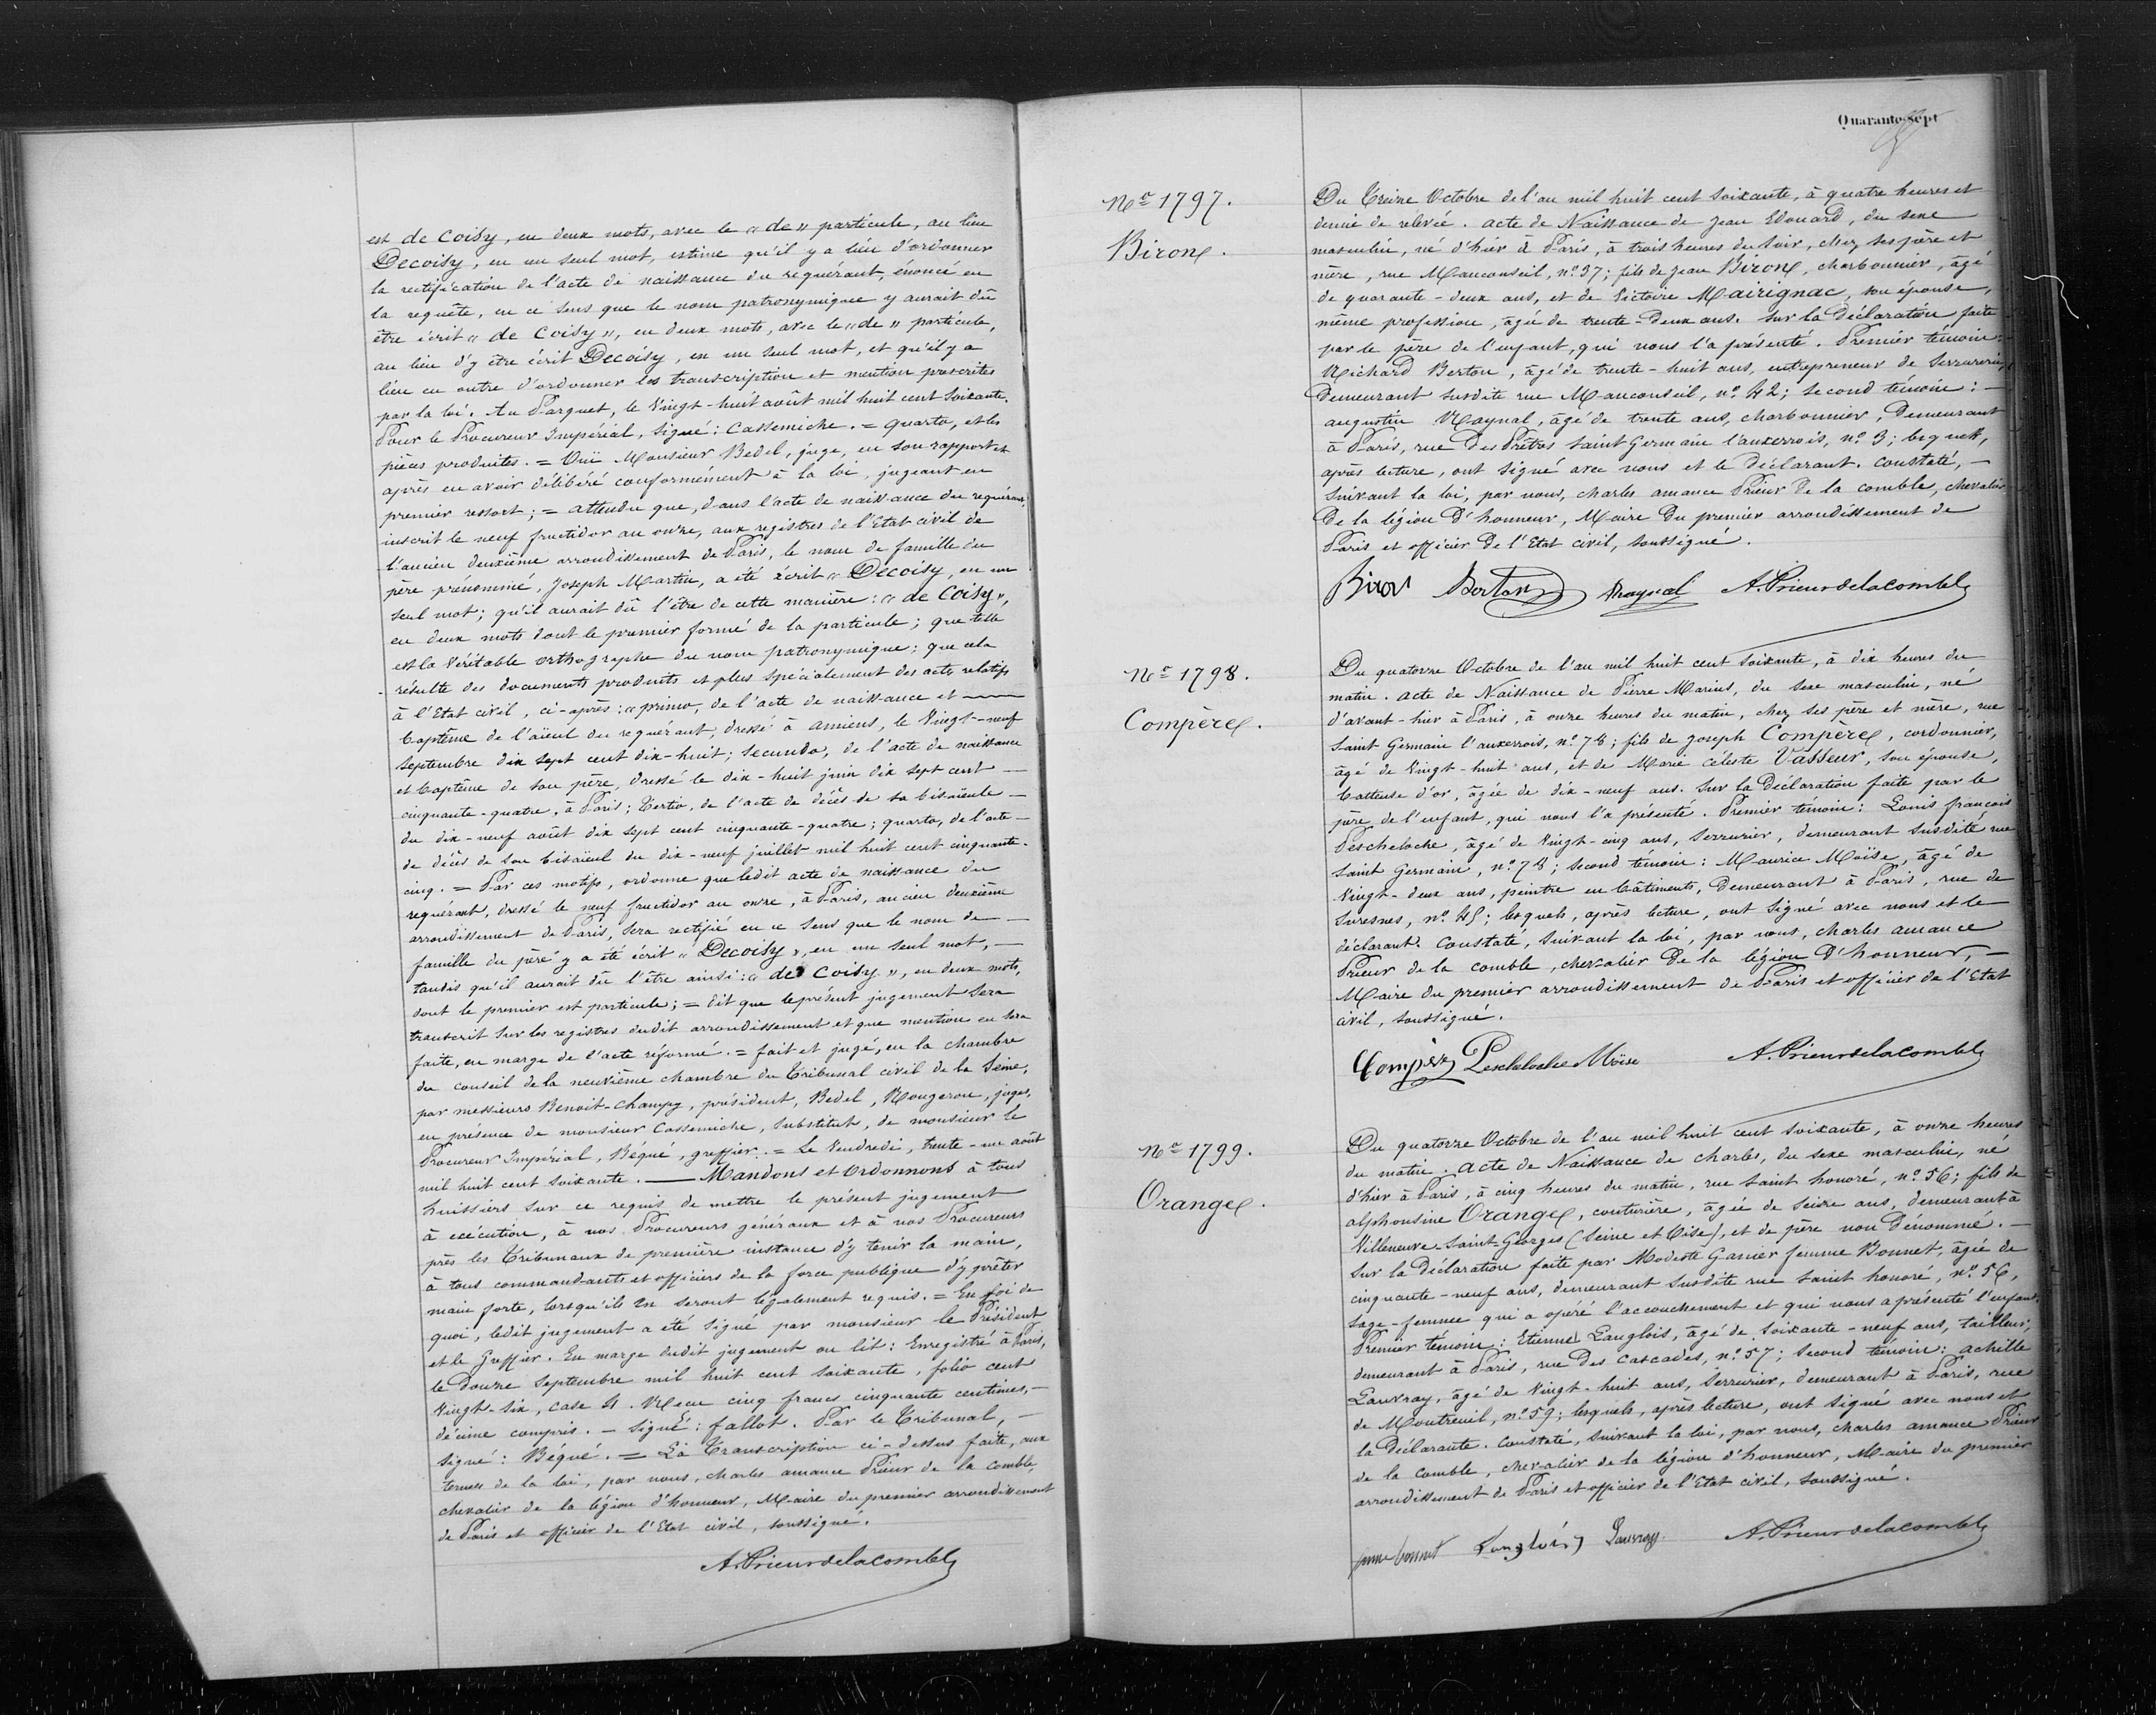 est de Coisy, en deux mots, avec le « de » particule, au lieu
Decoisy, en un seul mot, estime qu'il y a lieu d'ordonner
la rectification de l'acte de naissance du requérant, énoncé en
la requête, en ce sens que le nom patronymique y aurait dû
être écrit « de Coisy », en deux mots, avec le « de » particule,
au lieu d'y être écrit Decoisy, en un seul mot, et qu'il y a
lieu en outre d'ordonner les transcription et mention prescrites
par la loi. Au Parquet, le Vingt-huit août mil huit cent soixante.
Pour le Procureur Impérial, signé: Cassemiche. = quarto, et les
pièces produites. = Ouï Monsieur Bedel, juge, en son rapport et
après en avoir délibéré conformément à la loi, jugeant en
premier ressort; = attendu que, dans l'acte de naissance du requérant,
inscrit le neuf fructidor an onze, aux registres de l'Etat civil de
l'ancien deuxième arrondissement de Paris, le nom de famille du
père prénommé, Joseph Martin, a été écrit « Decoisy, en un
seul mot; qu'il aurait dû l'être de cette manière: « de Coisy »,
en deux mots dont le premier formé de la particule; que telle
est la Véritable orthographe du nom patronymique; que cela
résulte des documents produits et plus spécialement des actes relatifs
à l'Etat civil, ci-après: « primo, de l'acte de naissance et —
baptême de l'aïeul du requérant, dressé à amiens, le Vingt-neuf
septembre dix sept cent dix-huit; secundo, de l'acte de naissance
et baptême de son père, dressé le dix-huit juin dix sept cent —
cinquante-quatre, à Paris; Tertio, de l'acte de décès de sa bisaïeule —
du dix-neuf août dix sept cent cinquante-quatre; quarto, de l'acte —
de décès de son bisaïeul du dix-neuf juillet mil huit cent cinquante-
cinq. = Par ces motifs, ordonne que ledit acte de naissance du
requérant, dressé le neuf fructidor an onze, à Paris, ancien deuxième
arrondissement de Paris, sera rectifié en ce sens que le nom de —
famille du père y a été écrit « Decoisy », en un seul mot, —
tandis qu'il aurait dû l'être ainsi: « de Coisy », en deux mots,
dont le premier est particule; = dit que le présent jugement sera
transcrit sur les registres dudit arrondissement et que mention en sera
faite, en marge de l'acte réformé. = fait et jugé, en la chambre
du conseil de la neuvième chambre du Tribunal civil de la Seine,
par messieurs Benoit-Champy, président, Bedel, Rougeron, juges,
en présence de monsieur Cassemiche, substitut, de monsieur le
Procureur Impérial, Béqué, greffier. = Le Vendredi, trente-un août
mil huit cent soixante. — Mandons et Ordonnons à tous
huissiers sur ce requis de mettre le présent jugement
à exécution, à nos Procureurs généraux et à nos Procureurs
près les Tribunaux de première instance d'y tenir la main,
à tous commandants et officiers de la force publique d'y prêter
main forte, lorsqu'ils en seront légalement requis. = En foi de
quoi, ledit jugement a été signé par monsieur le Président
et le Greffier. En marge dudit jugement on lit: Enregistré à Paris,
le Douze Septembre mil huit cent soixante, folio cent
Vingt-six, case 4. Reçu cinq francs cinquante centimes, —
décime compris. — Signé: fallot. Par le Tribunal, —
signé: Béqué. = La Transcription ci-dessus faite, aux
termes de la loi, par nous, charles amance Prieur de la comble,
chevalier de la légion d'honneur, Maire du premier arrondissement
de Paris et officier de l'Etat civil, soussigné.
A. Prieurdelacomble
Quarante-sept
No 1797.
Biron.
Du Treize Octobre de l'an mil huit cent soixante, à quatre heures et
demie de relevée. acte de Naissance de Jean Edouard, du sexe
masculin, né d'hier à Paris, à trois heures du soir, chez ses père et
mère, rue Mauconseil, no 37; fils de Jean Biron, charbonnier, âgé
de quarante-deux ans, et de Victoire Mairignac, son épouse,
même profession, âgée de trente-deux ans. Sur la déclaration faite
par le père de l'enfant, qui nous l'a présenté. Premier témoin:
Richard Berton, âgé de trente-huit ans, entrepreneur de serrurerie,
Demeurant susdite rue Mauconseil, no 42; second témoin: —
augustin Raynal, âgé de trente ans, charbonnier, Demeurant
à Paris, rue Des Prêtres Saint Germain l'auxerrois, no 3; lesquels,
après lecture, ont signé avec nous et le déclarant. Constaté, —
suivant la loi, par nous, charles amance Prieur de la comble, chevalier
De la légion D'honneur, Maire Du premier arrondissement de
Paris et officier De l'Etat civil, soussigné.
Biron Berton Raynal A. Prieurdelacomble
No 1798.
Compère.
Du quatorze Octobre de l'an mil huit cent soixante, à dix heures du
matin. acte de Naissance de Pierre Marius, du sexe masculin, né
d'avant-hier à Paris, à onze heures du matin, chez ses père et mère, rue
Saint Germain l'auxerrois, no 78; fils de Joseph Compère, cordonnier,
âgé de Vingt-huit ans, et de Marie céleste Vasseur, son épouse,
batteuse d'or, âgée de dix-neuf ans. Sur la Déclaration faite par le
père de l'enfant, qui nous l'a présenté. Premier témoin: Louis françois
Pescheloche, âgé de Vingt-cinq ans, serrurier, demeurant susdite rue
Saint Germain, no 78; second témoin: Maurice Moïse, âgé de
Vingt-deux ans, peintre en bâtiments, Demeurant à Paris, rue de
Suresnes, no 45; lesquels, après lecture, ont signé avec nous et le
déclarant. Constaté, suivant la loi, par nous, charles amance
Prieur de la comble, chevalier De la légion D'honneur, —
Maire du premier arrondissement de Paris et officier de l'Etat
civil, soussigné.
Compère Pescheloche Moïse A. Prieurdelacomble
No 1799.
Orange.
Du quatorze Octobre de l'an mil huit cent soixante, à onze heures
du matin. acte de Naissance de charles, du sexe masculin, né
d'hier à Paris, à cinq heures du matin, rue saint honoré, no 56; fils de
alphonsine Orange, couturière, âgée de seize ans, demeurant à
Villeneuve-Saint-Georges (Seine et Oise), et de père non Dénommé. —
Sur la Déclaration faite par Modeste Garnier femme Bonnet, âgée de
cinquante-neuf ans, demeurant susdite rue saint honoré, no 56,
sage-femme qui a opéré l'accouchement et qui nous a présenté l'enfant.
Premier témoin: Etienne Langlois, âgé de soixante-neuf ans, tailleur,
demeurant à Paris, rue Des Cascades, no 57; second témoin: achille
Lauvray, âgé de Vingt-huit ans, serrurier, demeurant à Paris, rue
de Montreuil, no 59; lesquels, après lecture, ont signé avec nous et
la Déclarante. Constaté, suivant la loi, par nous, charles amance Prieur
de la comble, chevalier de la légion d'honneur, Maire du premier
arrondissement de Paris et officier de l'Etat civil, soussigné.
femme bonnet Langlois Lauvray A. Prieurdelacomble